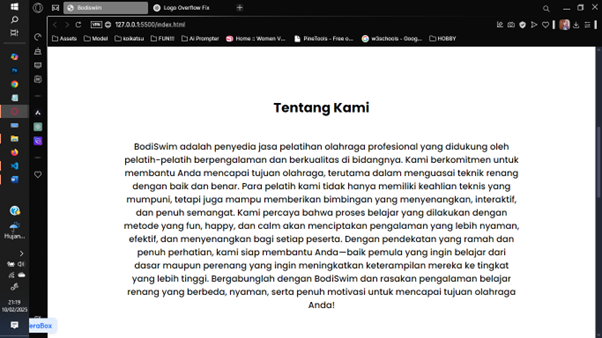 Bodiswim
Logo Overflow Fix
VPN
127.0.0.1:5500/index.html
Assets
Model
koikatsu
FUN!!!
Ai Prompter
Home :: Women V...
PineTools - Free o...
w3schools - Goog...
HOBBY
Tentang Kami
BodiSwim adalah penyedia jasa pelatihan olahraga profesional yang didukung oleh
pelatih-pelatih berpengalaman dan berkualitas di bidangnya. Kami berkomitmen untuk
membantu Anda mencapai tujuan olahraga, terutama dalam menguasai teknik renang
dengan baik dan benar. Para pelatih kami tidak hanya memiliki keahlian teknis yang
mumpuni, tetapi juga mampu memberikan bimbingan yang menyenangkan, interaktif,
dan penuh semangat. Kami percaya bahwa proses belajar yang dilakukan dengan
metode yang fun, happy, dan calm akan menciptakan pengalaman yang lebih nyaman,
efektif, dan menyenangkan bagi setiap peserta. Dengan pendekatan yang ramah dan
penuh perhatian, kami siap membantu Anda—baik pemula yang ingin belajar dari
dasar maupun perenang yang ingin meningkatkan keterampilan mereka ke tingkat
yang lebih tinggi. Bergabunglah dengan BodiSwim dan rasakan pengalaman belajar
renang yang berbeda, nyaman, serta penuh motivasi untuk mencapai tujuan olahraga
Anda!
Hujan...
21:19
10/02/2025
eraBox